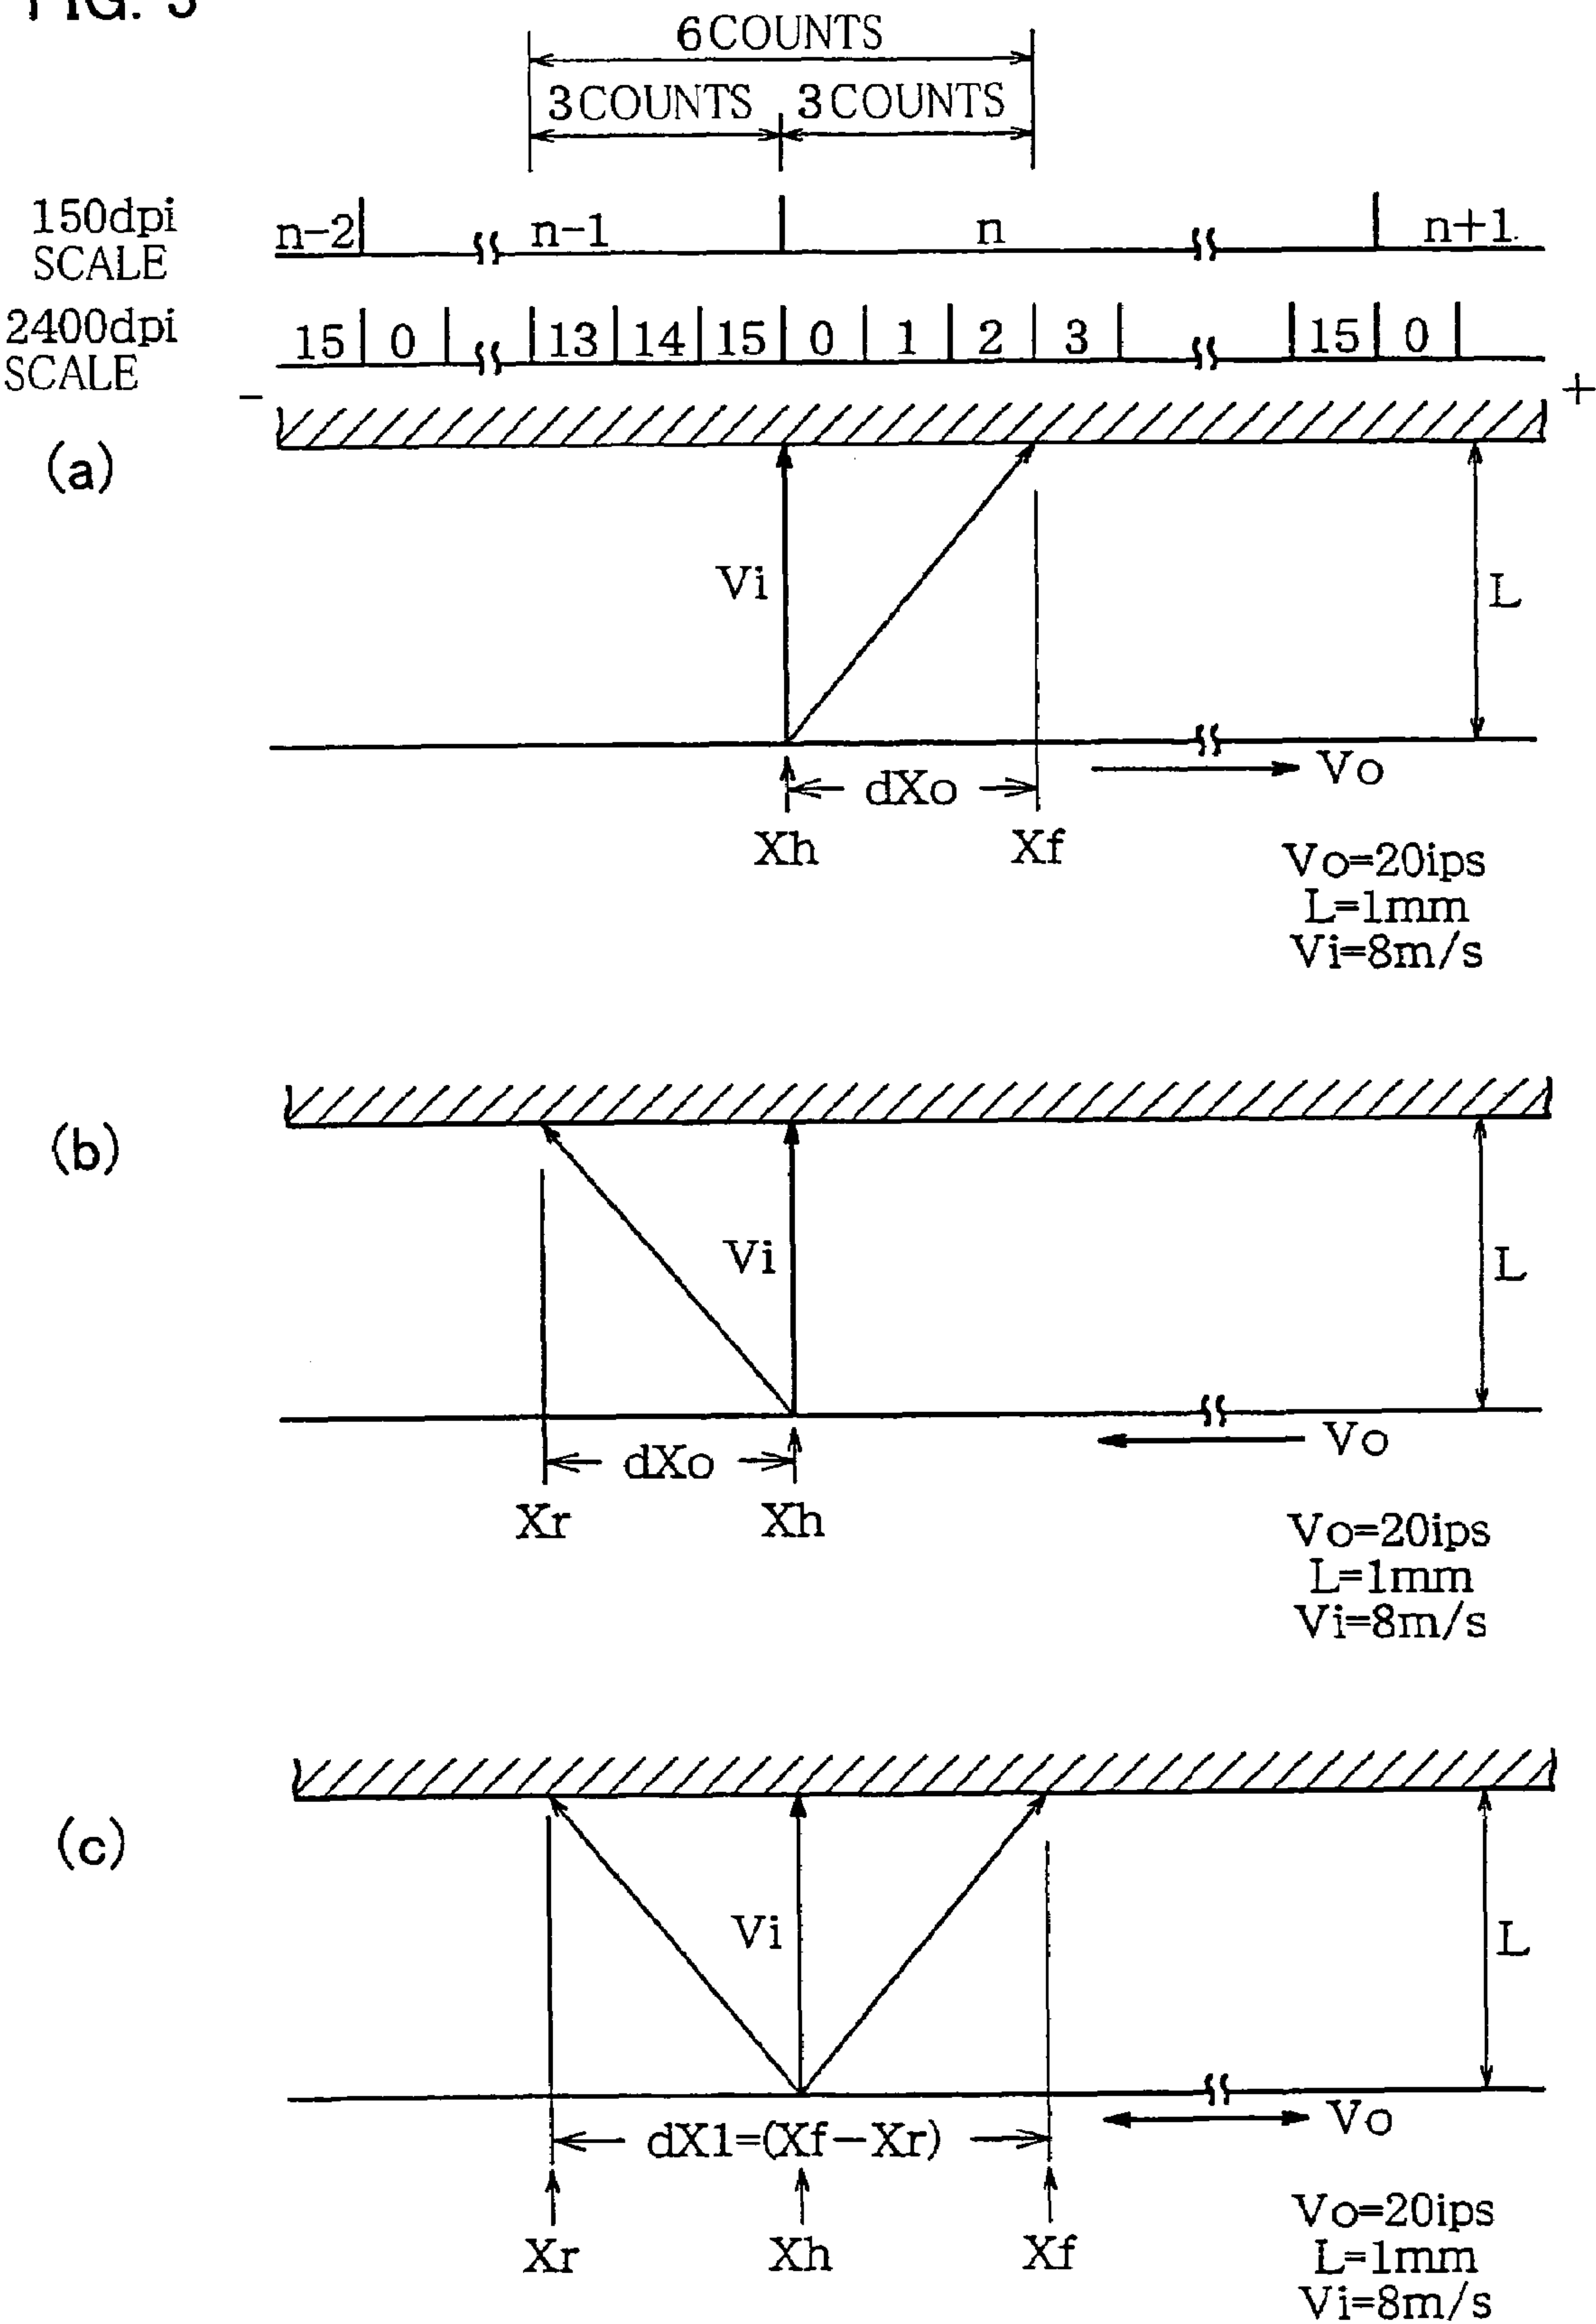 FIG. 3
6COUNTS
3COUNTS 3COUNTS
150dpi
SCALE
n-2 n-1 n n+1
2400dpi
SCALE
15 0 13 14 15 0 1 2 3 15 0
- +
(a)
Vi
L
Vo
dXo
Xh Xf
Vo=20ips
L=1mm
Vi=8m/s
(b)
Vi
L
Vo
dXo
Xr Xh
Vo=20ips
L=1mm
Vi=8m/s
(c)
Vi
L
Vo
dX1=(Xf-Xr)
Xr Xh Xf
Vo=20ips
L=1mm
Vi=8m/s